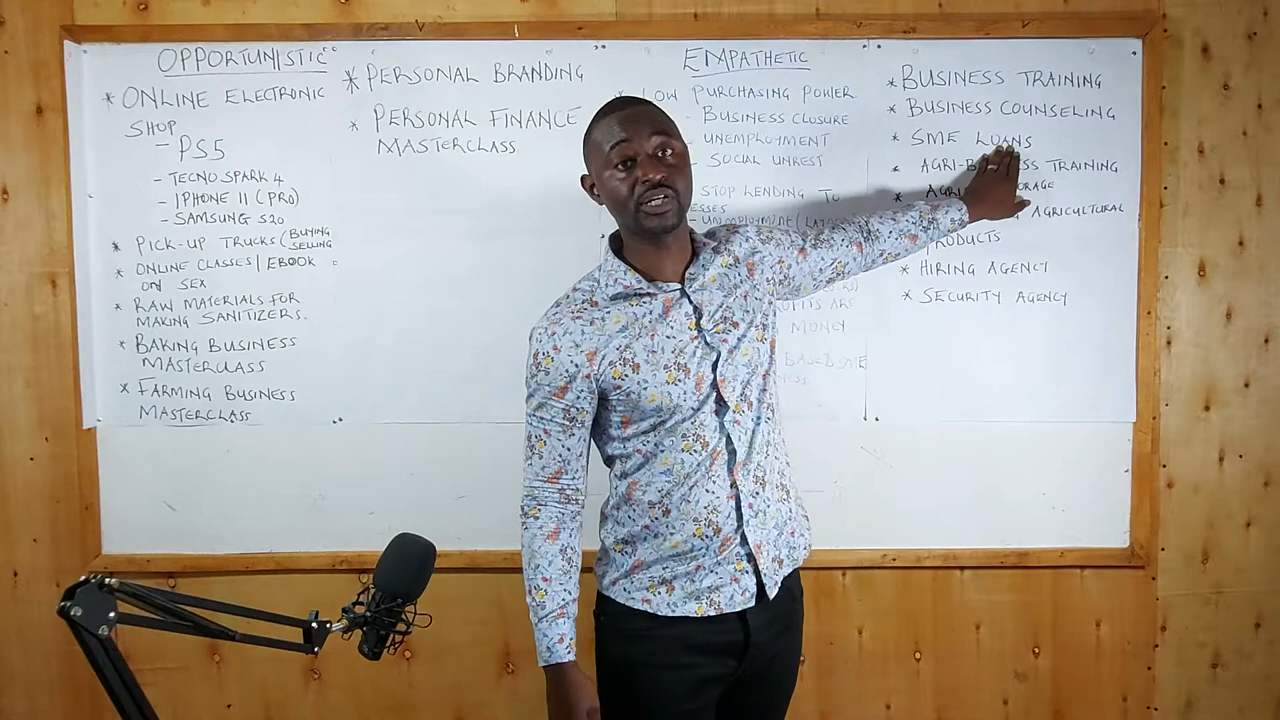 OPPORTUNISTIC
* ONLINE ELECTRONIC
SHOP
- PS5
- TECNO SPARK 4
- IPHONE 11 (PRO)
- SAMSUNG S20
* PICK-UP TRUCKS (BUYING
SELLING
* ONLINE CLASSES/EBOOK
ON SEX
* RAW MATERIALS FOR
MAKING SANITIZERS.
* BAKING BUSINESS
MASTERCLASS
* FARMING BUSINESS
MASTERCLASS
* PERSONAL BRANDING
* PERSONAL FINANCE
MASTERCLASS
EMPATHETIC
* LOW PURCHASING POWER
- BUSINESS CLOSURE
- UNEMPLOYMENT
- SOCIAL UNREST
STOP LENDING TO
- UNEMPLOYMENT
ARE
MONEY
* BUSINESS TRAINING
* BUSINESS COUNSELING
* SME LOANS
* TRAINING
*
AGRICULTURAL
PRODUCTS
* HIRING AGENCY
* SECURITY AGENCY